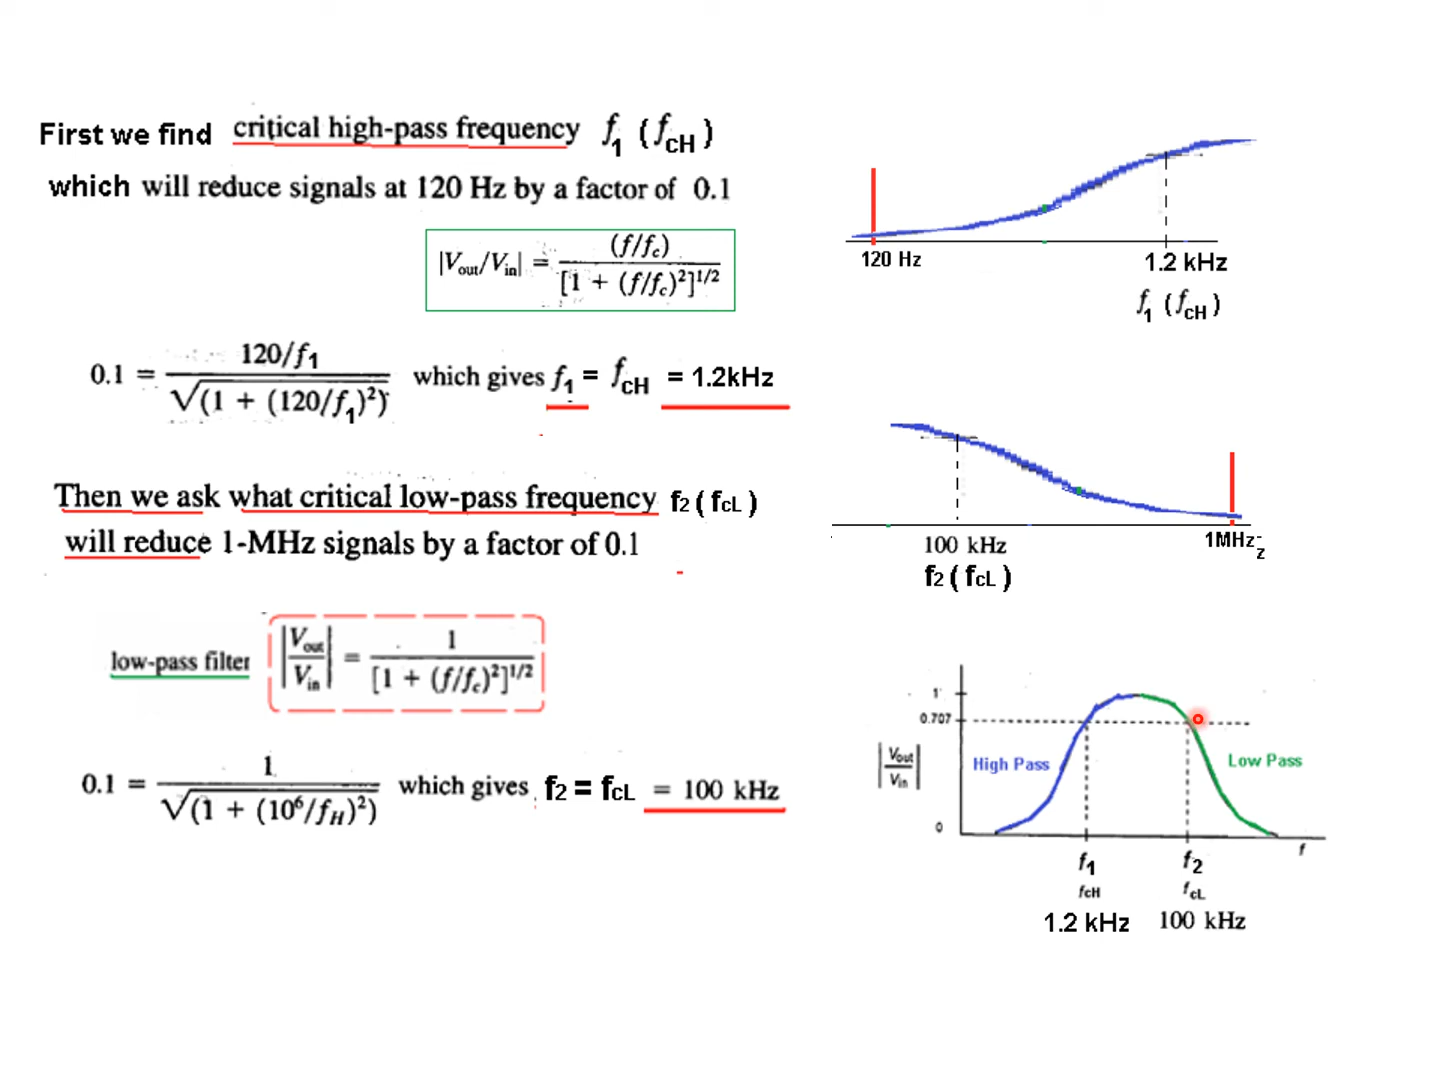 First we find critical high-pass frequency f1 (fcH)
which will reduce signals at 120 Hz by a factor of 0.1
|Vout/Vin| = (f/fc) / [1 + (f/fc)²]^1/2
0.1 = 120/f1 / √(1 + (120/f1)²) which gives f1 = fcH = 1.2kHz
Then we ask what critical low-pass frequency f2 (fcL)
will reduce 1-MHz signals by a factor of 0.1
low-pass filter |Vout/Vin| = 1 / [1 + (f/fc)²]^1/2
0.1 = 1 / √(1 + (10⁶/fH)²) which gives f2 = fcL = 100 kHz
120 Hz
1.2 kHz
f1 (fcH)
100 kHz
1MHz
z
f2 (fcL)
1
0.707
|Vout/Vin|
High Pass
Low Pass
0
f
f1
f2
fcH
fcL
1.2 kHz
100 kHz